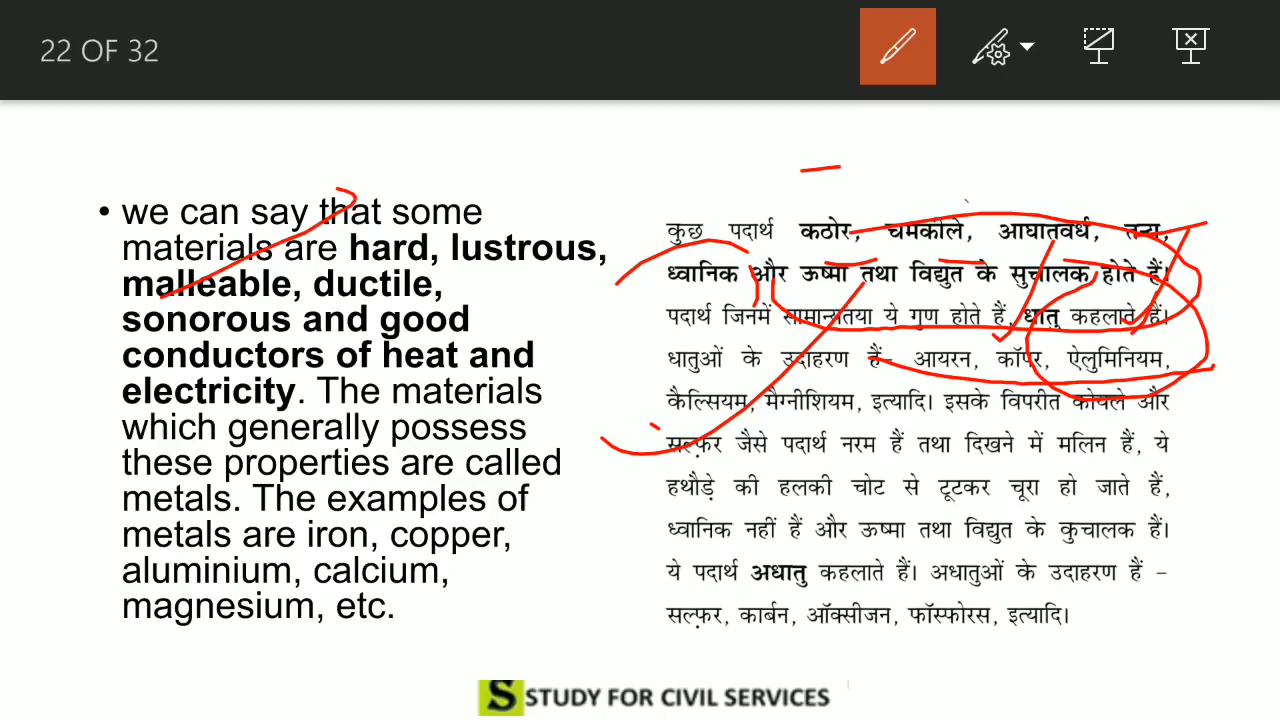 22 OF 32
• we can say that some
materials are hard, lustrous,
malleable, ductile,
sonorous and good
conductors of heat and
electricity. The materials
which generally possess
these properties are called
metals. The examples of
metals are iron, copper,
aluminium, calcium,
magnesium, etc.
कुछ पदार्थ कठोर, चमकीले, आघातवर्ध, तन्य,
ध्वानिक और ऊष्मा तथा विद्युत के सुचालक होते हैं।
पदार्थ जिनमें सामान्यतया ये गुण होते हैं, धातु कहलाते हैं।
धातुओं के उदाहरण हैं- आयरन, कॉपर, ऐलुमिनियम,
कैल्सियम, मैग्नीशियम, इत्यादि। इसके विपरीत कोयले और
सल्फ़र जैसे पदार्थ नरम हैं तथा दिखने में मलिन हैं, ये
हथौड़े की हलकी चोट से टूटकर चूरा हो जाते हैं,
ध्वानिक नहीं हैं और ऊष्मा तथा विद्युत के कुचालक हैं।
ये पदार्थ अधातु कहलाते हैं। अधातुओं के उदाहरण हैं –
सल्फ़र, कार्बन, ऑक्सीजन, फॉस्फोरस, इत्यादि।
S STUDY FOR CIVIL SERVICES